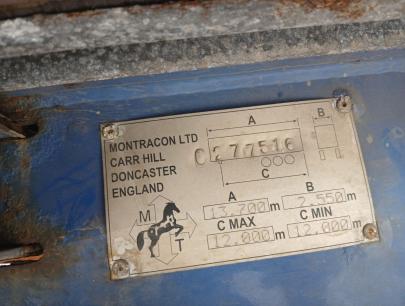 MONTRACON LTD
CARR HILL
DONCASTER
ENGLAND
A
B
C277516
C
M
T
A
B
13.700 m
2.550 m
C MAX
C MIN
12.000 m
12.000 m